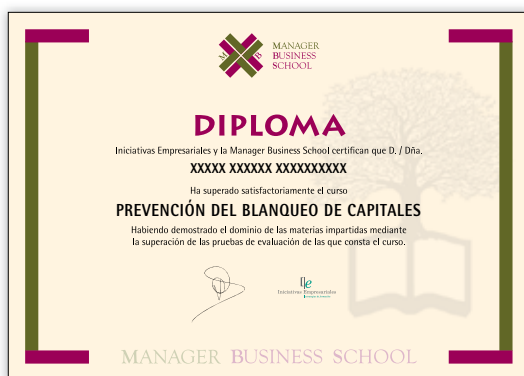 M B
MANAGER
BUSINESS
SCHOOL
DIPLOMA
Iniciativas Empresariales y la Manager Business School certifican que D. / Dña.
XXXXX XXXXXX XXXXXXXXXX
Ha superado satisfactoriamente el curso
PREVENCIÓN DEL BLANQUEO DE CAPITALES
Habiendo demostrado el dominio de las materias impartidas mediante
la superación de las pruebas de evaluación de las que consta el curso.
Iniciativas Empresariales
MANAGER BUSINESS SCHOOL